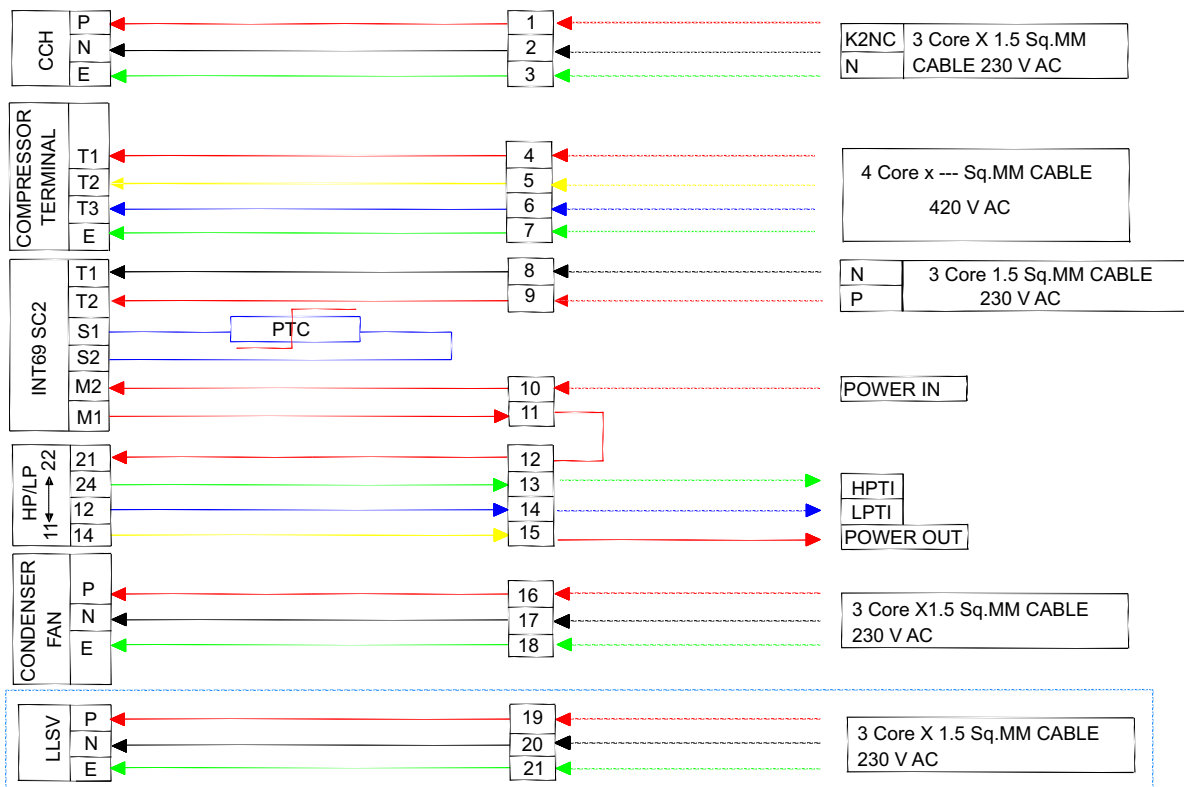 CCH
P
N
E
1
2
3
K2NC
N
3 Core X 1.5 Sq.MM
CABLE 230 V AC
COMPRESSOR
TERMINAL
T1
T2
T3
E
4
5
6
7
4 Core x --- Sq.MM CABLE
420 V AC
INT69 SC2
T1
T2
S1
S2
M2
M1
PTC
8
9
10
11
N
P
3 Core 1.5 Sq.MM CABLE
230 V AC
POWER IN
HP/LP
11 22
21
24
12
14
12
13
14
15
HPTI
LPTI
POWER OUT
CONDENSER
FAN
P
N
E
16
17
18
3 Core X1.5 Sq.MM CABLE
230 V AC
LLSV
P
N
E
19
20
21
3 Core X 1.5 Sq.MM CABLE
230 V AC